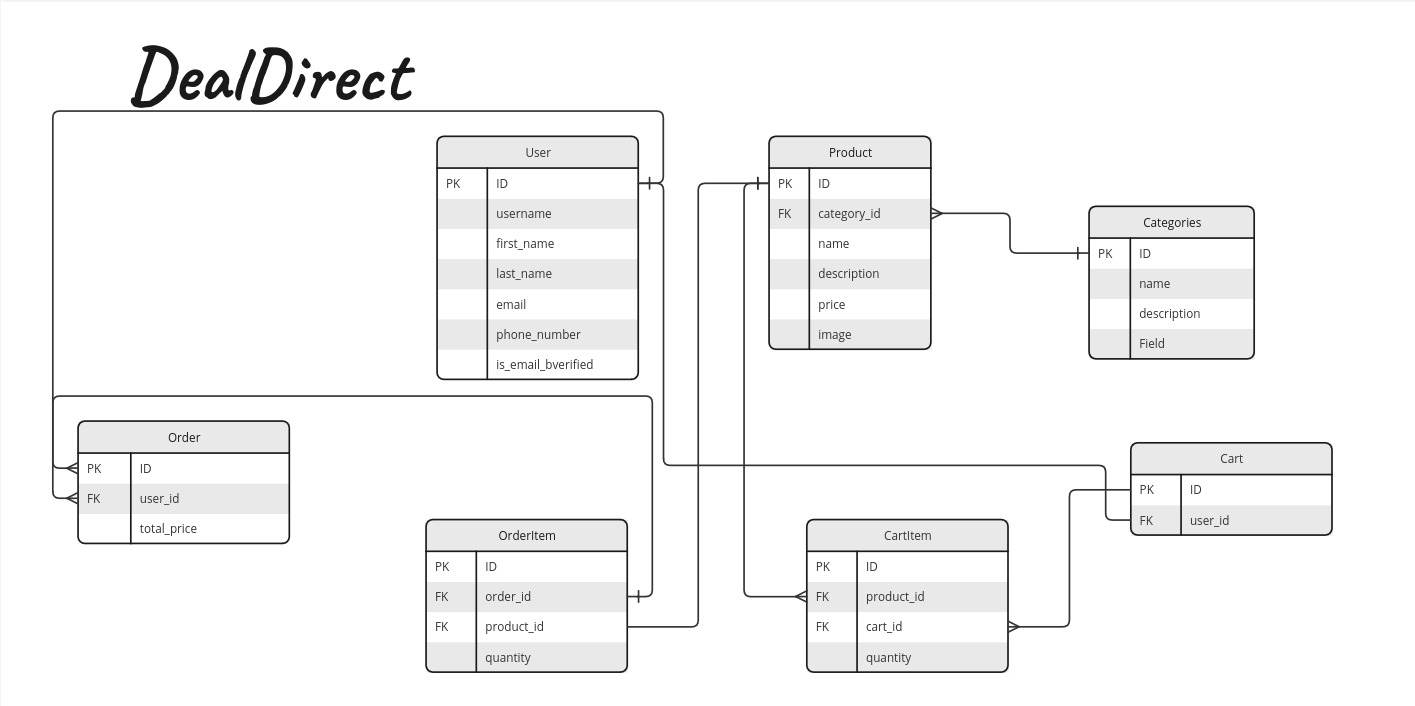 DealDirect
User
PK ID
username
first_name
last_name
email
phone_number
is_email_bverified
Product
PK ID
FK category_id
name
description
price
image
Categories
PK ID
name
description
Field
Order
PK ID
FK user_id
total_price
OrderItem
PK ID
FK order_id
FK product_id
quantity
CartItem
PK ID
FK product_id
FK cart_id
quantity
Cart
PK ID
FK user_id